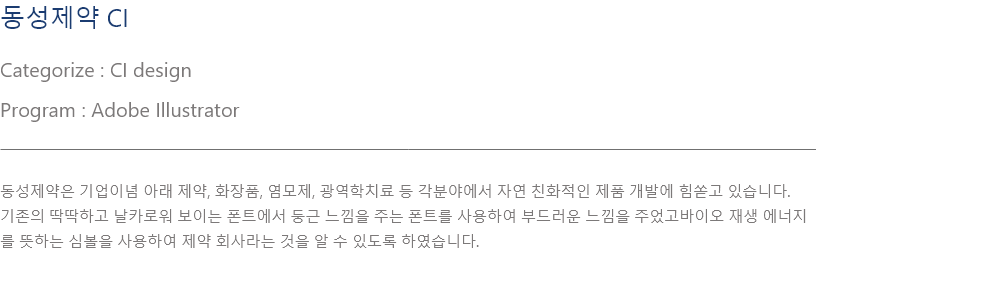 동성제약 CI
Categorize : CI design
Program : Adobe Illustrator
동성제약은 기업이념 아래 제약, 화장품, 염모제, 광역학치료 등 각분야에서 자연 친화적인 제품 개발에 힘쏟고 있습니다.
기존의 딱딱하고 날카로워 보이는 폰트에서 둥근 느낌을 주는 폰트를 사용하여 부드러운 느낌을 주었고바이오 재생 에너지
를 뜻하는 심볼을 사용하여 제약 회사라는 것을 알 수 있도록 하였습니다.